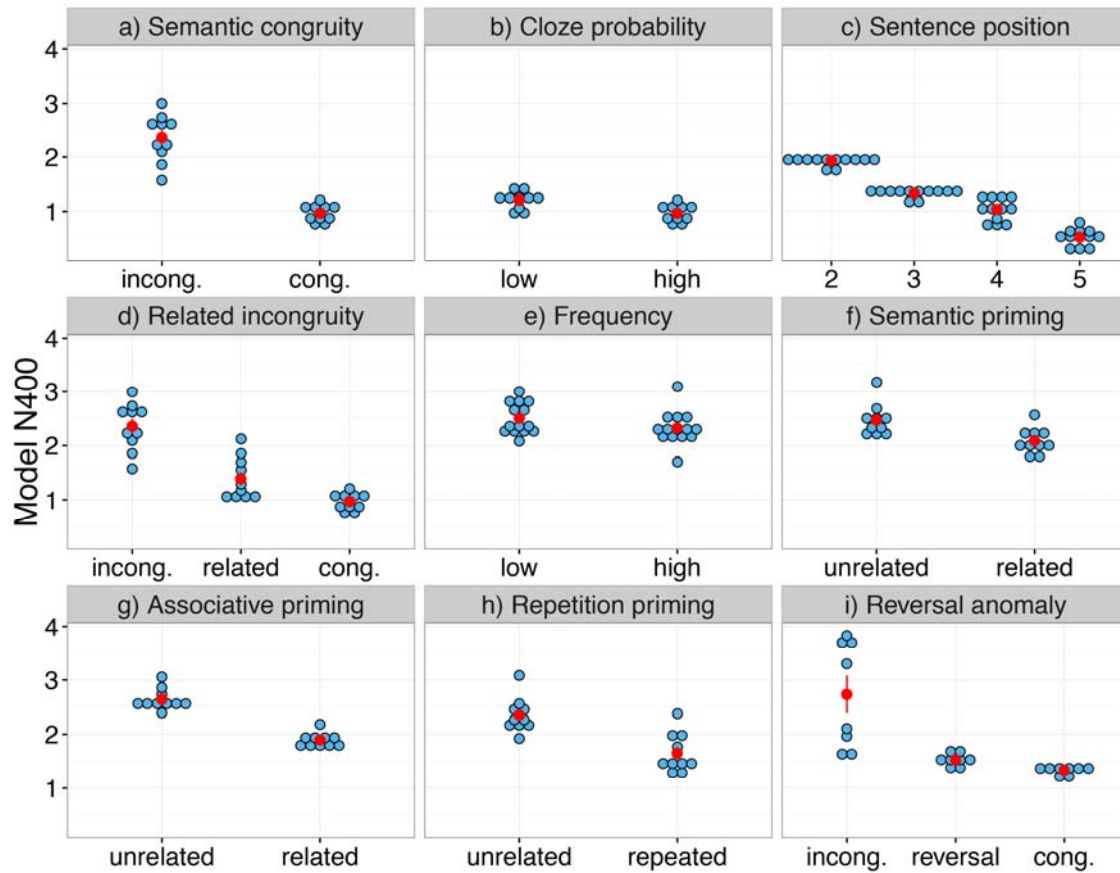 a) Semantic congruity
b) Cloze probability
c) Sentence position
4
3
2
1
incong. cong.
low high
2 3 4 5
d) Related incongruity
e) Frequency
f) Semantic priming
Model N400
4
3
2
1
incong. related cong.
low high
unrelated related
g) Associative priming
h) Repetition priming
i) Reversal anomaly
4
3
2
1
unrelated related
unrelated repeated
incong. reversal cong.